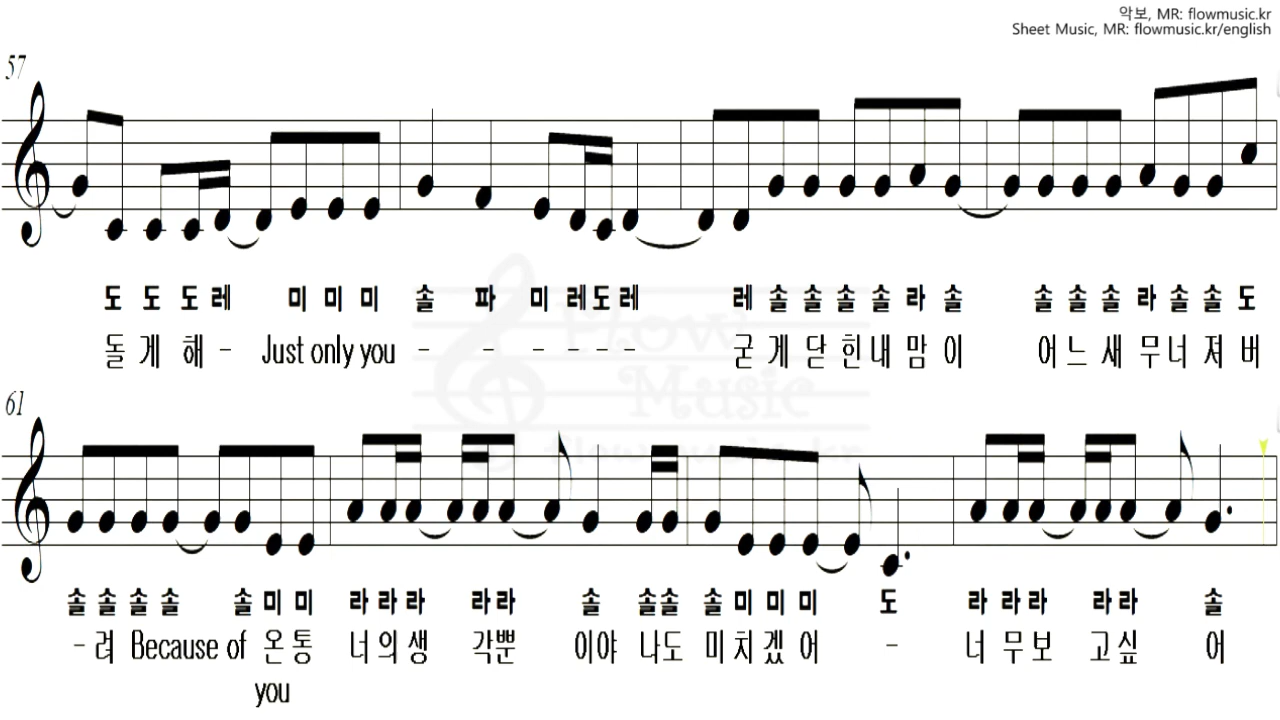 악보, MR: flowmusic.kr
Sheet Music, MR: flowmusic.kr/english
57
도 도 도 레 미 미 미 솔 파 미 레 도 레 레 솔 솔 솔 솔 라 솔 솔 솔 솔 라 솔 솔 도
돌 게 해 - Just only you - - - - - - 굳 게 닫 힌 내 맘 이 어 느 새 무 너 져 버
Flow
Music
flowmusic.kr
61
솔 솔 솔 솔 솔 미 미 라 라 라 라 라 솔 솔 솔 솔 미 미 미 도 라 라 라 라 라 솔
- 려 Because of 온 통 너 의 생 각 뿐 이야 나도 미 치 겠 어 - 너 무 보 고 싶 어
you